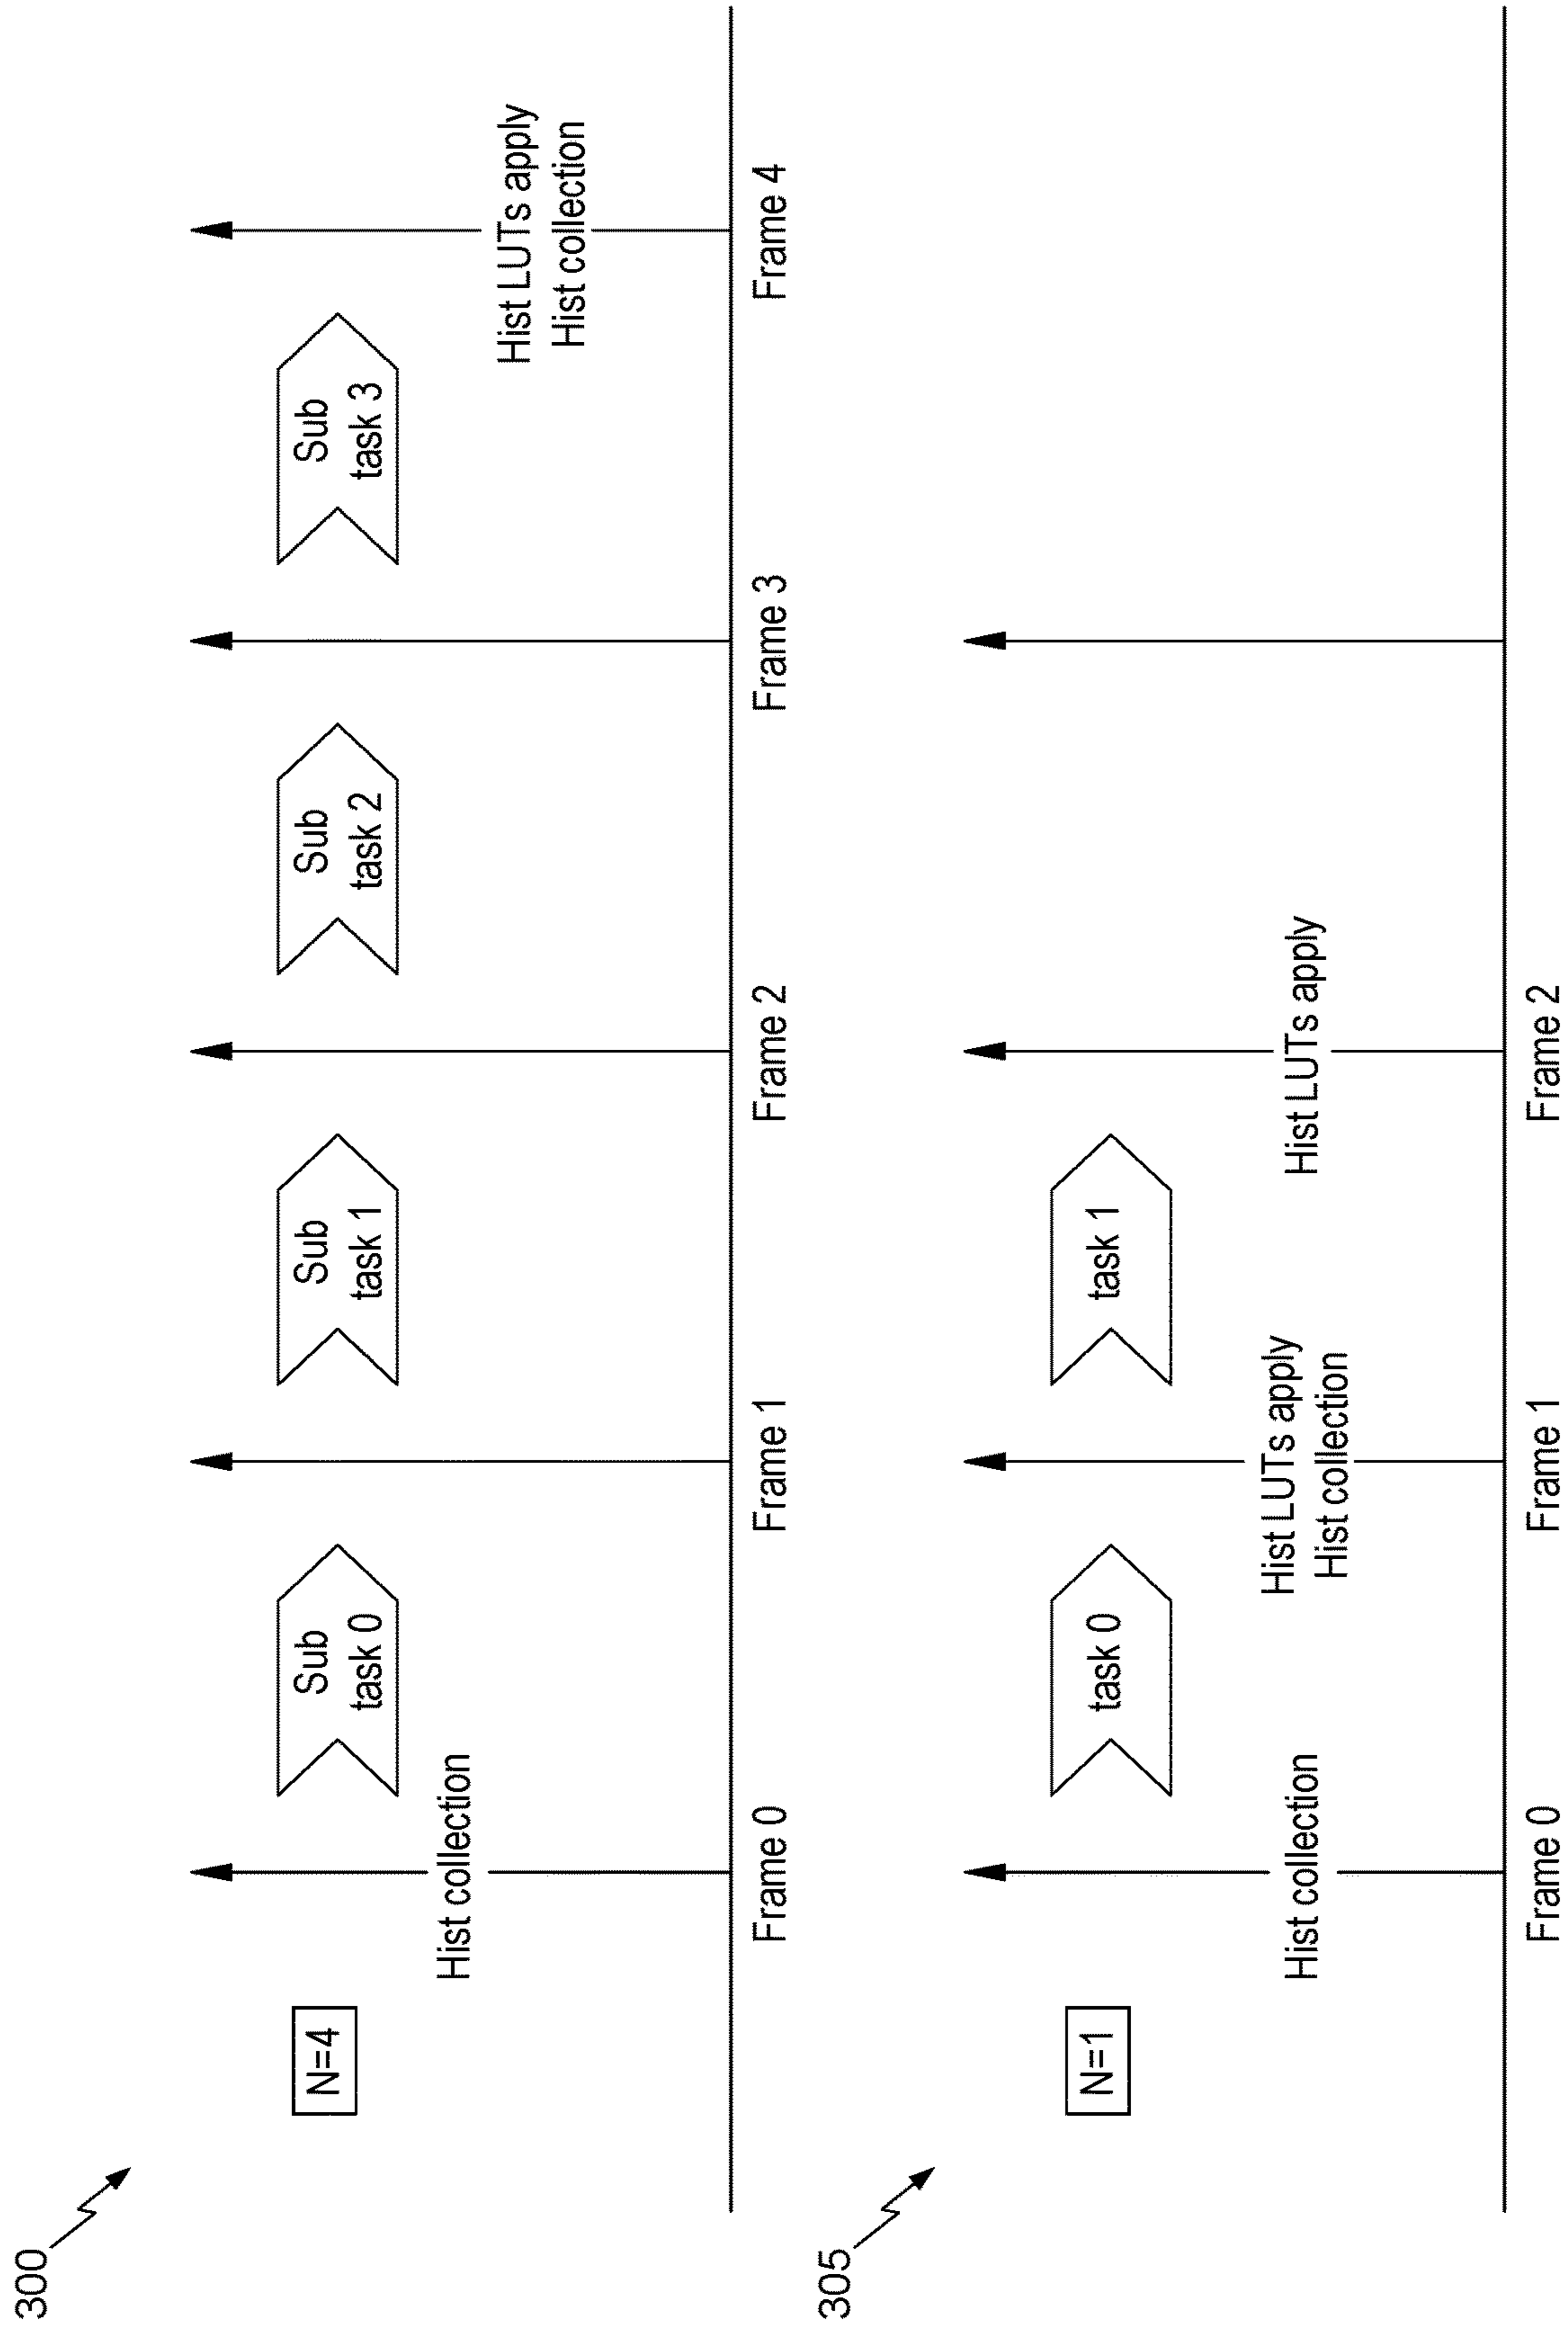 300
N=4
Hist collection
Sub
task 0
Sub
task 1
Sub
task 2
Sub
task 3
Hist LUTs apply
Hist collection
Frame 0
Frame 1
Frame 2
Frame 3
Frame 4
305
N=1
Hist collection
task 0
Hist LUTs apply
Hist collection
task 1
Hist LUTs apply
Frame 0
Frame 1
Frame 2